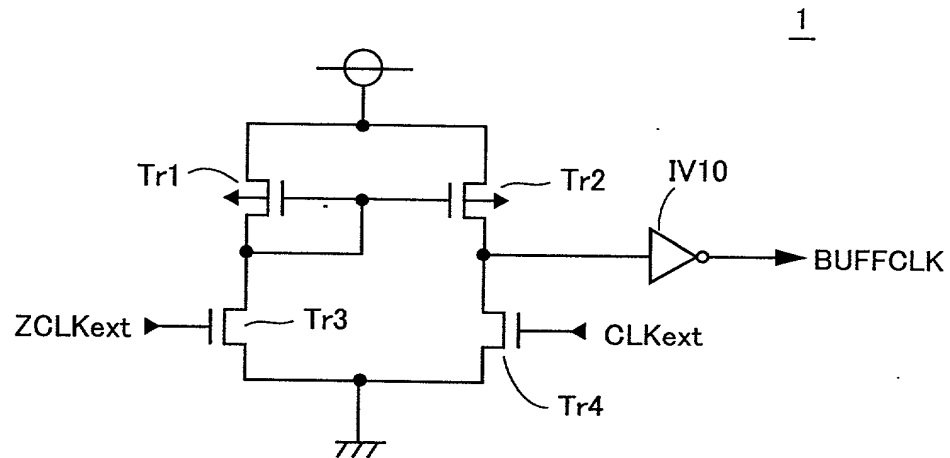 1
Tr1
Tr2
IV10
BUFFCLK
ZCLKext
Tr3
CLKext
Tr4